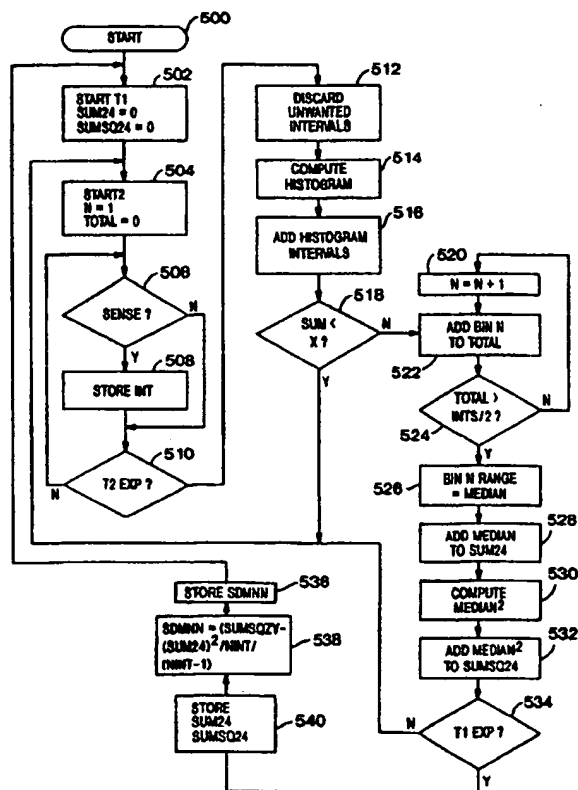 START
500
502
START T1
SUM24 = 0
SUMSQ24 = 0
504
START2
N = 1
TOTAL = 0
506
SENSE ?
N
Y
508
STORE INT
510
T2 EXP ?
N
512
DISCARD
UNWANTED
INTERVALS
514
COMPUTE
HISTOGRAM
516
ADD HISTOGRAM
INTERVALS
518
SUM <
X ?
N
Y
520
N = N + 1
ADD BIN N
TO TOTAL
522
TOTAL >
INTS/2 ?
N
524
Y
526
BIN N RANGE
= MEDIAN
528
ADD MEDIAN
TO SUM24
530
COMPUTE
MEDIAN²
532
ADD MEDIAN²
TO SUMSQ24
534
T1 EXP ?
N
Y
STORE SDMNN
536
SDMNN = (SUMSQZY-
(SUM24)²/NINT/
(NINT-1)
538
STORE
SUM24
SUMSQ24
540